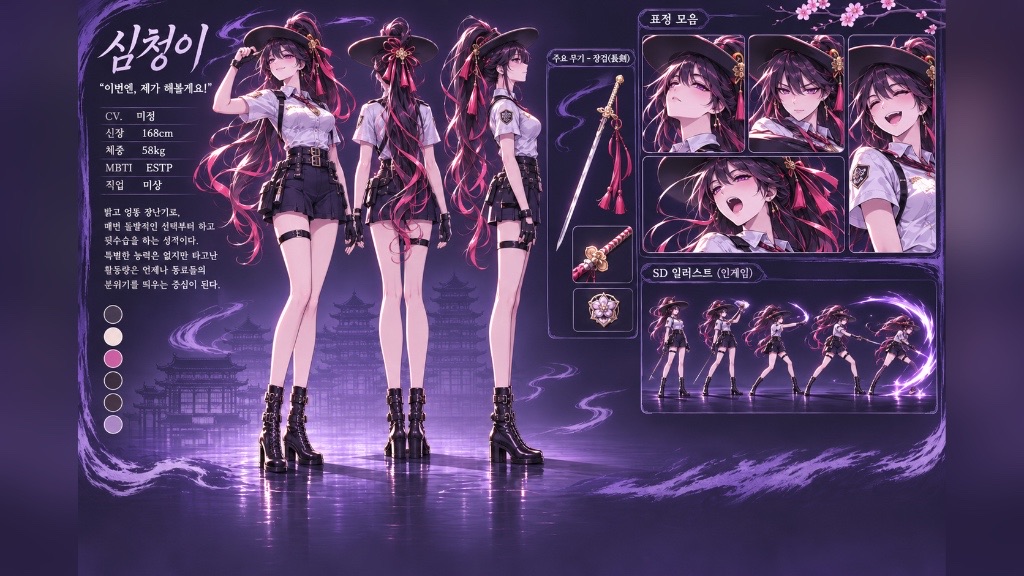 심청이
"이번엔, 제가 해볼게요!"
CV. 미정
신장 168cm
체중 58kg
MBTI ESTP
직업 미상
밝고 엉뚱 장난기로,
매번 돌발적인 선택부터 하고
뒷수습을 하는 성격이다.
특별한 능력은 없지만 타고난
활동량은 언제나 동료들의
분위기를 띄우는 중심이 된다.
주요 무기 - 장검(長劍)
표정 모음
SD 일러스트 (인게임)